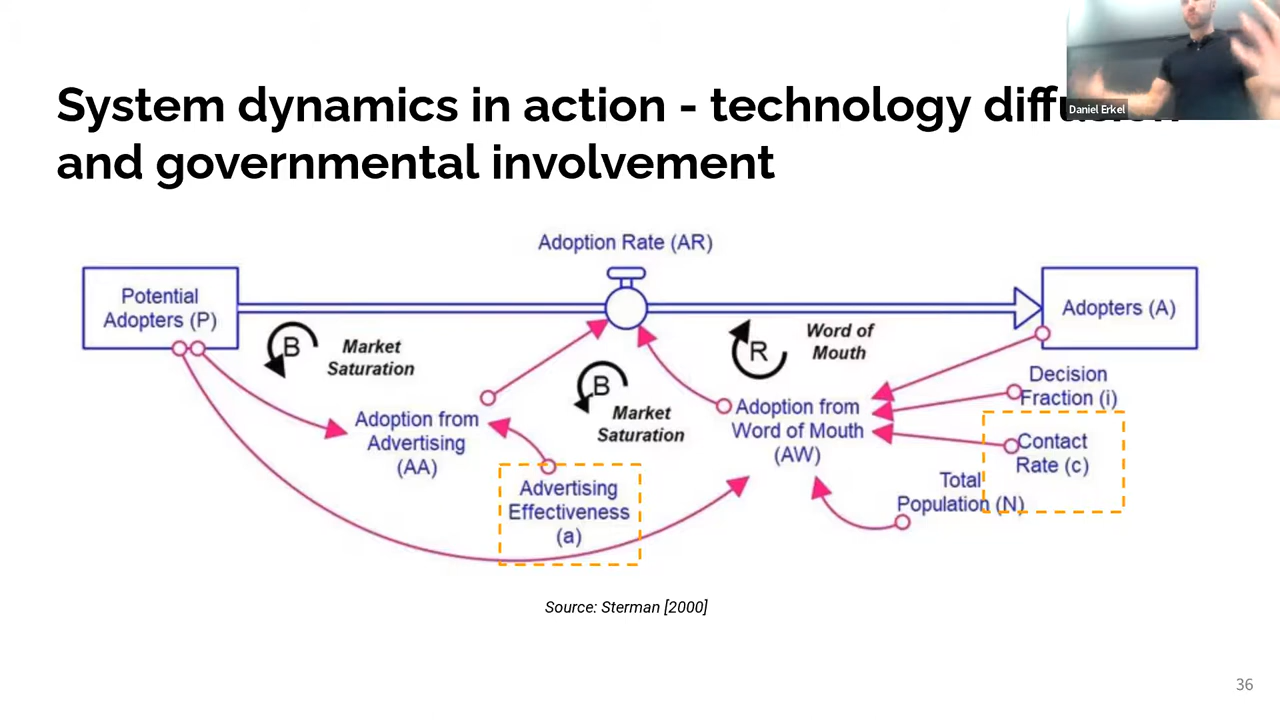 Daniel Erkel
System dynamics in action - technology diffusion
and governmental involvement
Adoption Rate (AR)
Potential
Adopters (P)
Adopters (A)
B
Market
Saturation
R
Word of
Mouth
B
Market
Saturation
Adoption from
Advertising
(AA)
Adoption from
Word of Mouth
(AW)
Decision
Fraction (i)
Contact
Rate (c)
Total
Population (N)
Advertising
Effectiveness
(a)
Source: Sterman [2000]
36